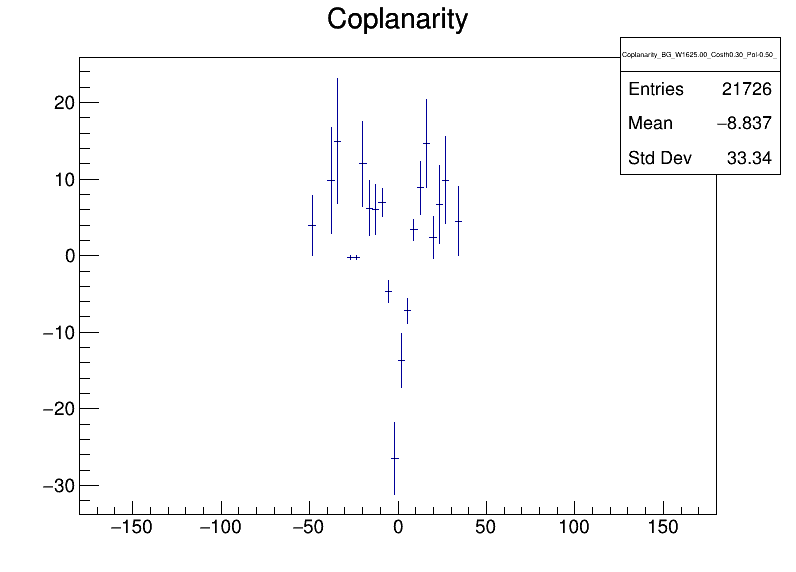 Coplanarity
Coplanarity_BG_W1625.00_Costh0.30_Pol-0.50_
Entries 21726
Mean −8.837
Std Dev 33.34
20
10
0
−10
−20
−30
−150 −100 −50 0 50 100 150